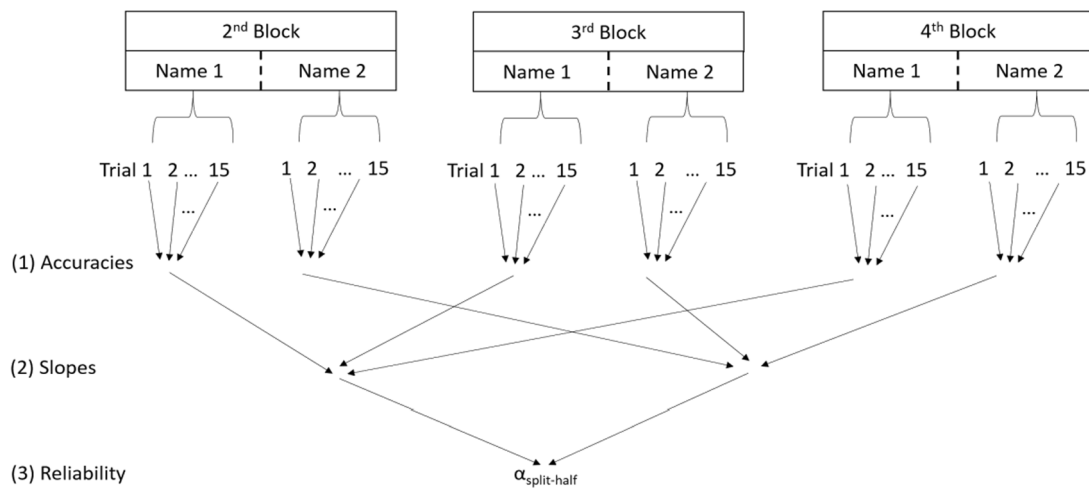 2nd Block 3rd Block 4th Block
Name 1 Name 2 Name 1 Name 2 Name 1 Name 2
Trial 1 2 ... 15 1 2 ... 15 Trial 1 2 ... 15 1 2 ... 15 Trial 1 2 ... 15 1 2 ... 15
... ... ... ... ... ...
(1) Accuracies
(2) Slopes
(3) Reliability αsplit-half